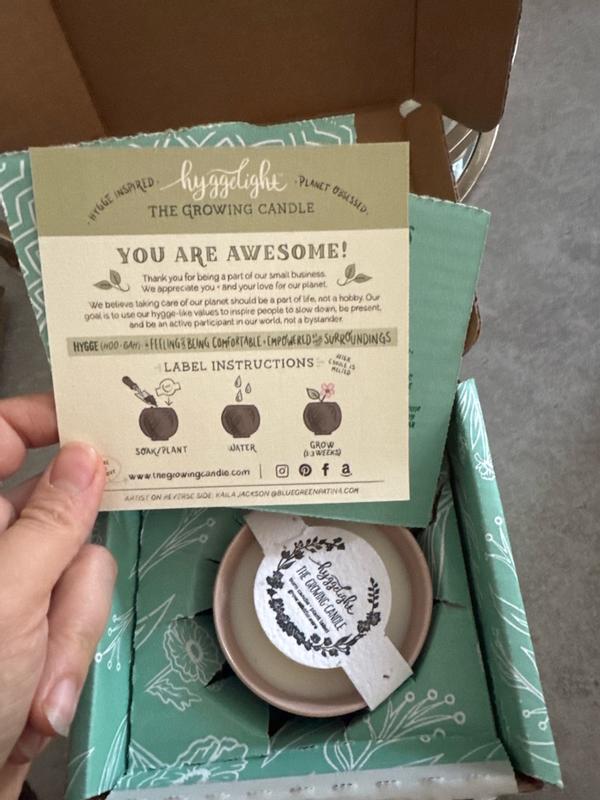 · HYGGE INSPIRED · hyggelight · PLANET OBSESSED ·
THE GROWING CANDLE
YOU ARE AWESOME!
Thank you for being a part of our small business.
We appreciate you + and your love for our planet.
We believe taking care of our planet should be a part of life, not a hobby. Our
goal is to use our hygge-like values to inspire people to slow down, be present,
and be an active participant in our world, not a bystander.
HYGGE (HOO·GAH) = FEELING OF BEING COMFORTABLE + EMPOWERED SURROUNDINGS
LABEL INSTRUCTIONS
WHEN
CANDLE IS
MELTED
SOAK/PLANT WATER GROW
(1-3 WEEKS)
www.thegrowingcandle.com
ARTIST ON REVERSE SIDE: KAILA JACKSON @BLUEGREENPATINA.COM
hyggelight
THE GROWING CANDLE